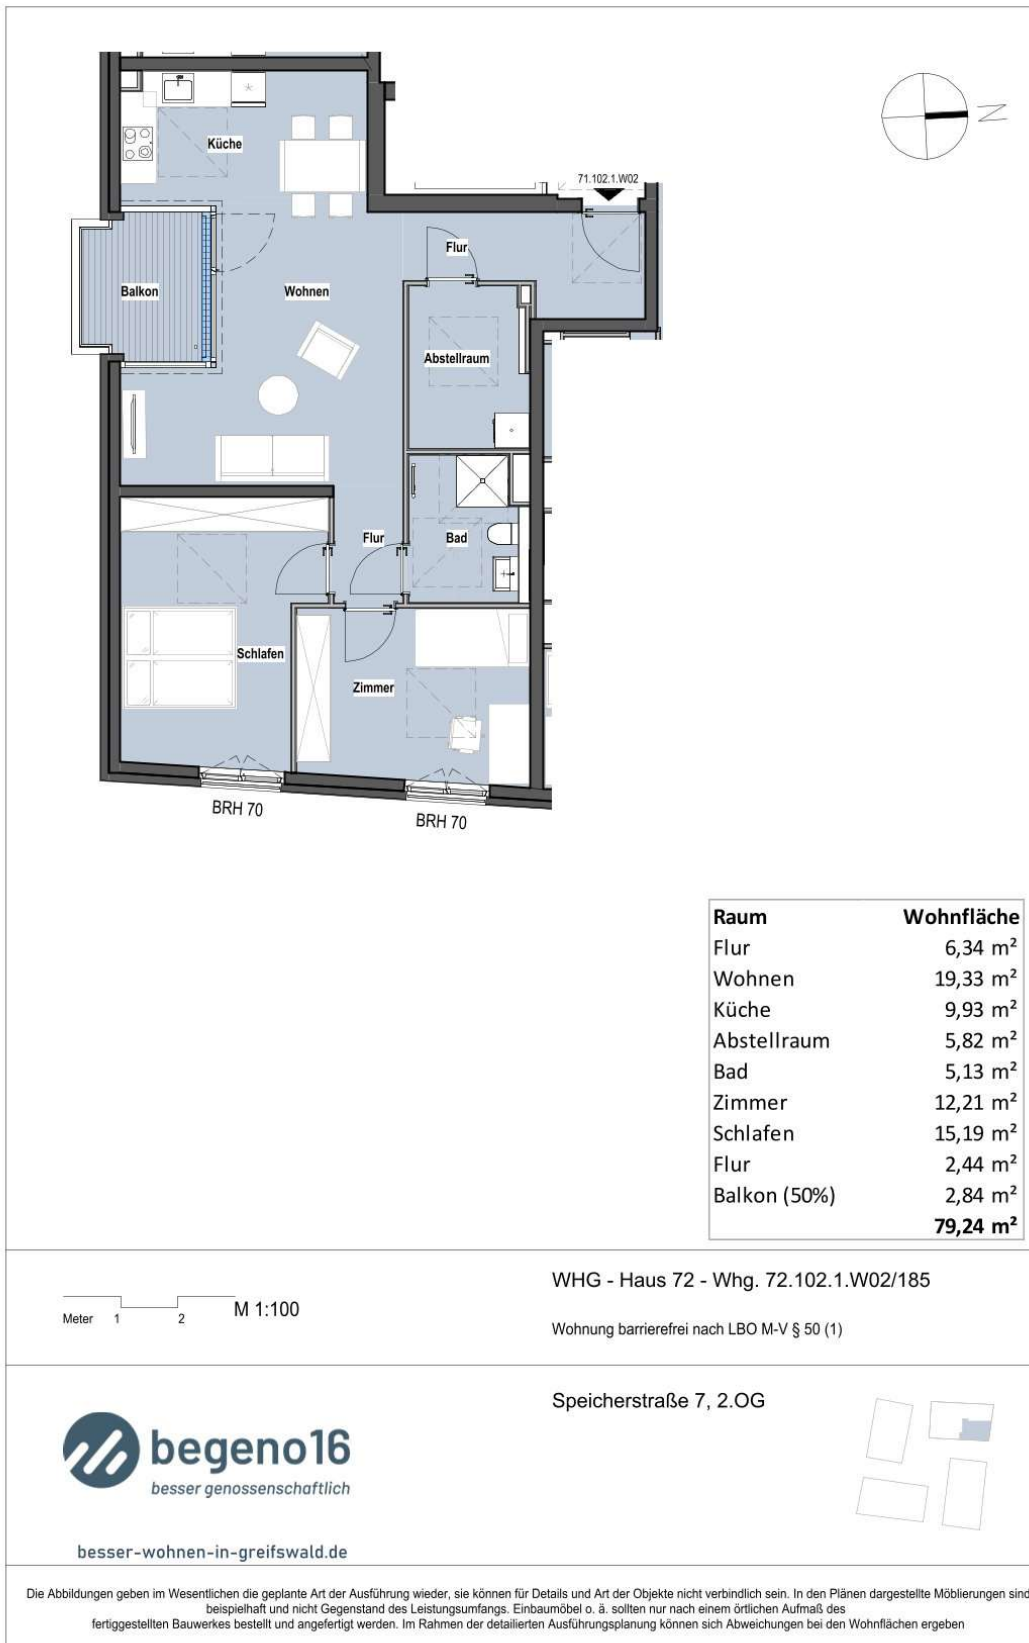 71.102.1.W02
N
Küche
Flur
Balkon
Wohnen
Abstellraum
Flur
Bad
Schlafen
Zimmer
BRH 70
BRH 70
Raum Wohnfläche
Flur 6,34 m²
Wohnen 19,33 m²
Küche 9,93 m²
Abstellraum 5,82 m²
Bad 5,13 m²
Zimmer 12,21 m²
Schlafen 15,19 m²
Flur 2,44 m²
Balkon (50%) 2,84 m²
79,24 m²
Meter 1 2 M 1:100
WHG - Haus 72 - Whg. 72.102.1.W02/185
Wohnung barrierefrei nach LBO M-V § 50 (1)
Speicherstraße 7, 2.OG
begeno16
besser genossenschaftlich
besser-wohnen-in-greifswald.de
Die Abbildungen geben im Wesentlichen die geplante Art der Ausführung wieder, sie können für Details und Art der Objekte nicht verbindlich sein. In den Plänen dargestellte Möblierungen sind
beispielhaft und nicht Gegenstand des Leistungsumfangs. Einbaumöbel o. ä. sollten nur nach einem örtlichen Aufmaß des
fertiggestellten Bauwerkes bestellt und angefertigt werden. Im Rahmen der detailierten Ausführungsplanung können sich Abweichungen bei den Wohnflächen ergeben